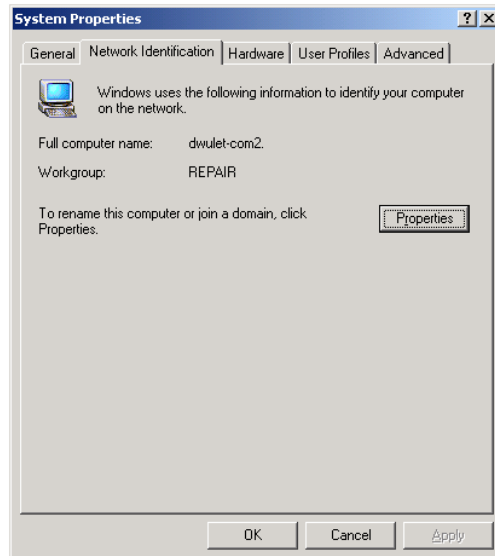 System Properties
? X
General Network Identification Hardware User Profiles Advanced
Windows uses the following information to identify your computer
on the network.
Full computer name: dwulet-com2.
Workgroup: REPAIR
To rename this computer or join a domain, click
Properties.
Properties
OK Cancel Apply